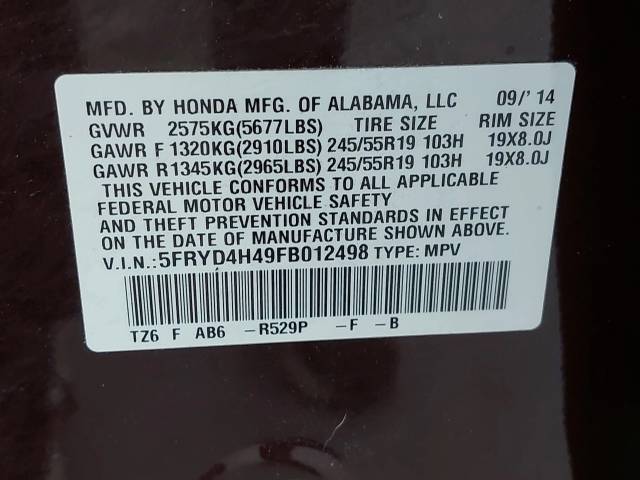 MFD. BY HONDA MFG. OF ALABAMA, LLC 09/' 14
GVWR 2575KG(5677LBS) TIRE SIZE RIM SIZE
GAWR F 1320KG(2910LBS) 245/55R19 103H 19X8.0J
GAWR R1345KG(2965LBS) 245/55R19 103H 19X8.0J
THIS VEHICLE CONFORMS TO ALL APPLICABLE
FEDERAL MOTOR VEHICLE SAFETY
AND THEFT PREVENTION STANDARDS IN EFFECT
ON DATE OF MANUFACTURE SHOWN ABOVE.
V.I.N.:5FRYD4H49FB012498 TYPE: MPV
TZ6 F AB6 -R529P -F -B